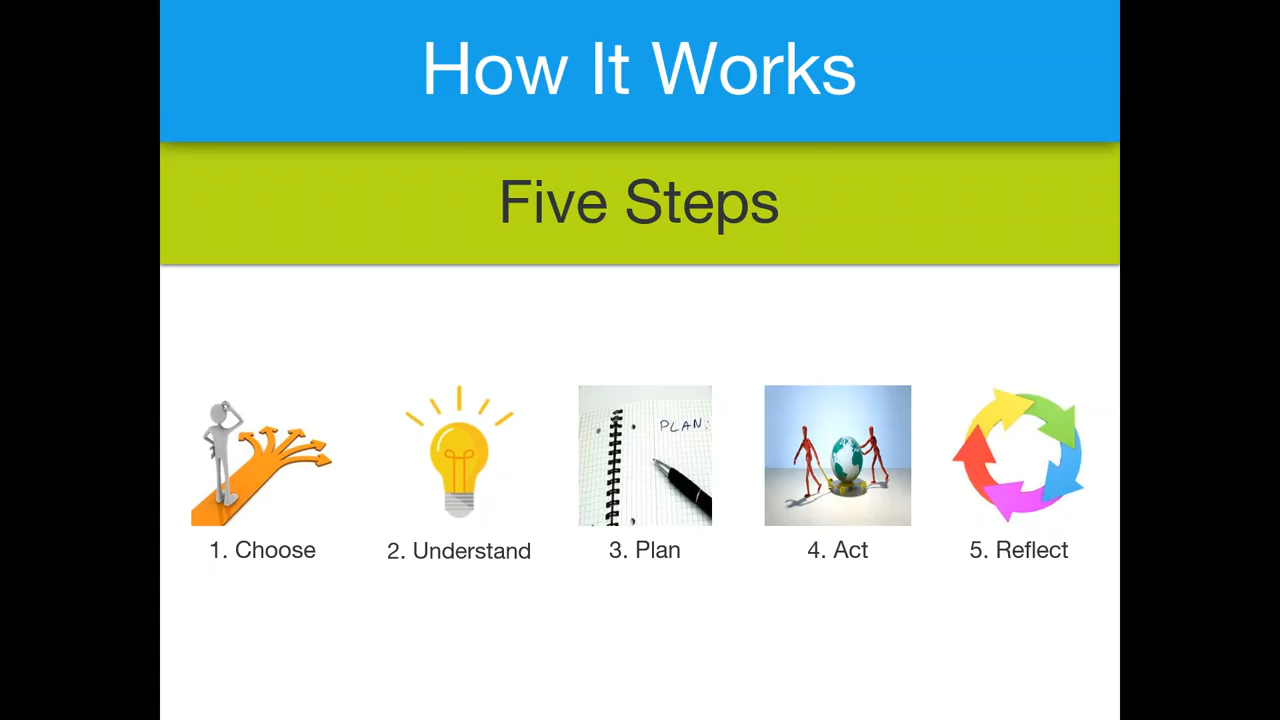 How It Works
Five Steps
PLAN:
1. Choose
2. Understand
3. Plan
4. Act
5. Reflect